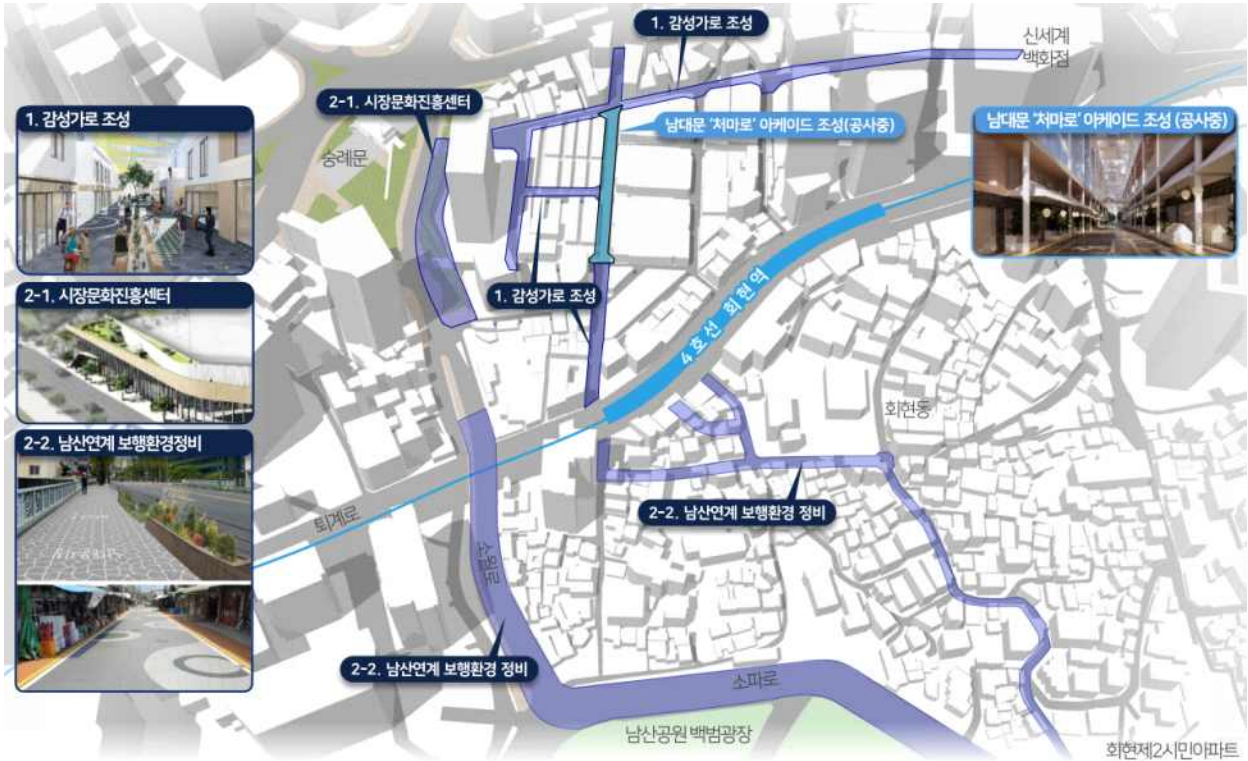 1. 감성가로 조성
신세계
백화점
2-1. 시장문화진흥센터
1. 감성가로 조성
남대문 '처마로' 아케이드 조성(공사중)
남대문 '처마로' 아케이드 조성 (공사중)
숭례문
2-1. 시장문화진흥센터
1. 감성가로 조성
4호선 회현역
회현동
2-2. 남산연계 보행환경정비
2-2. 남산연계 보행환경 정비
퇴계로
소월로
2-2. 남산연계 보행환경 정비
소파로
남산공원 백범광장
회현제2시민아파트